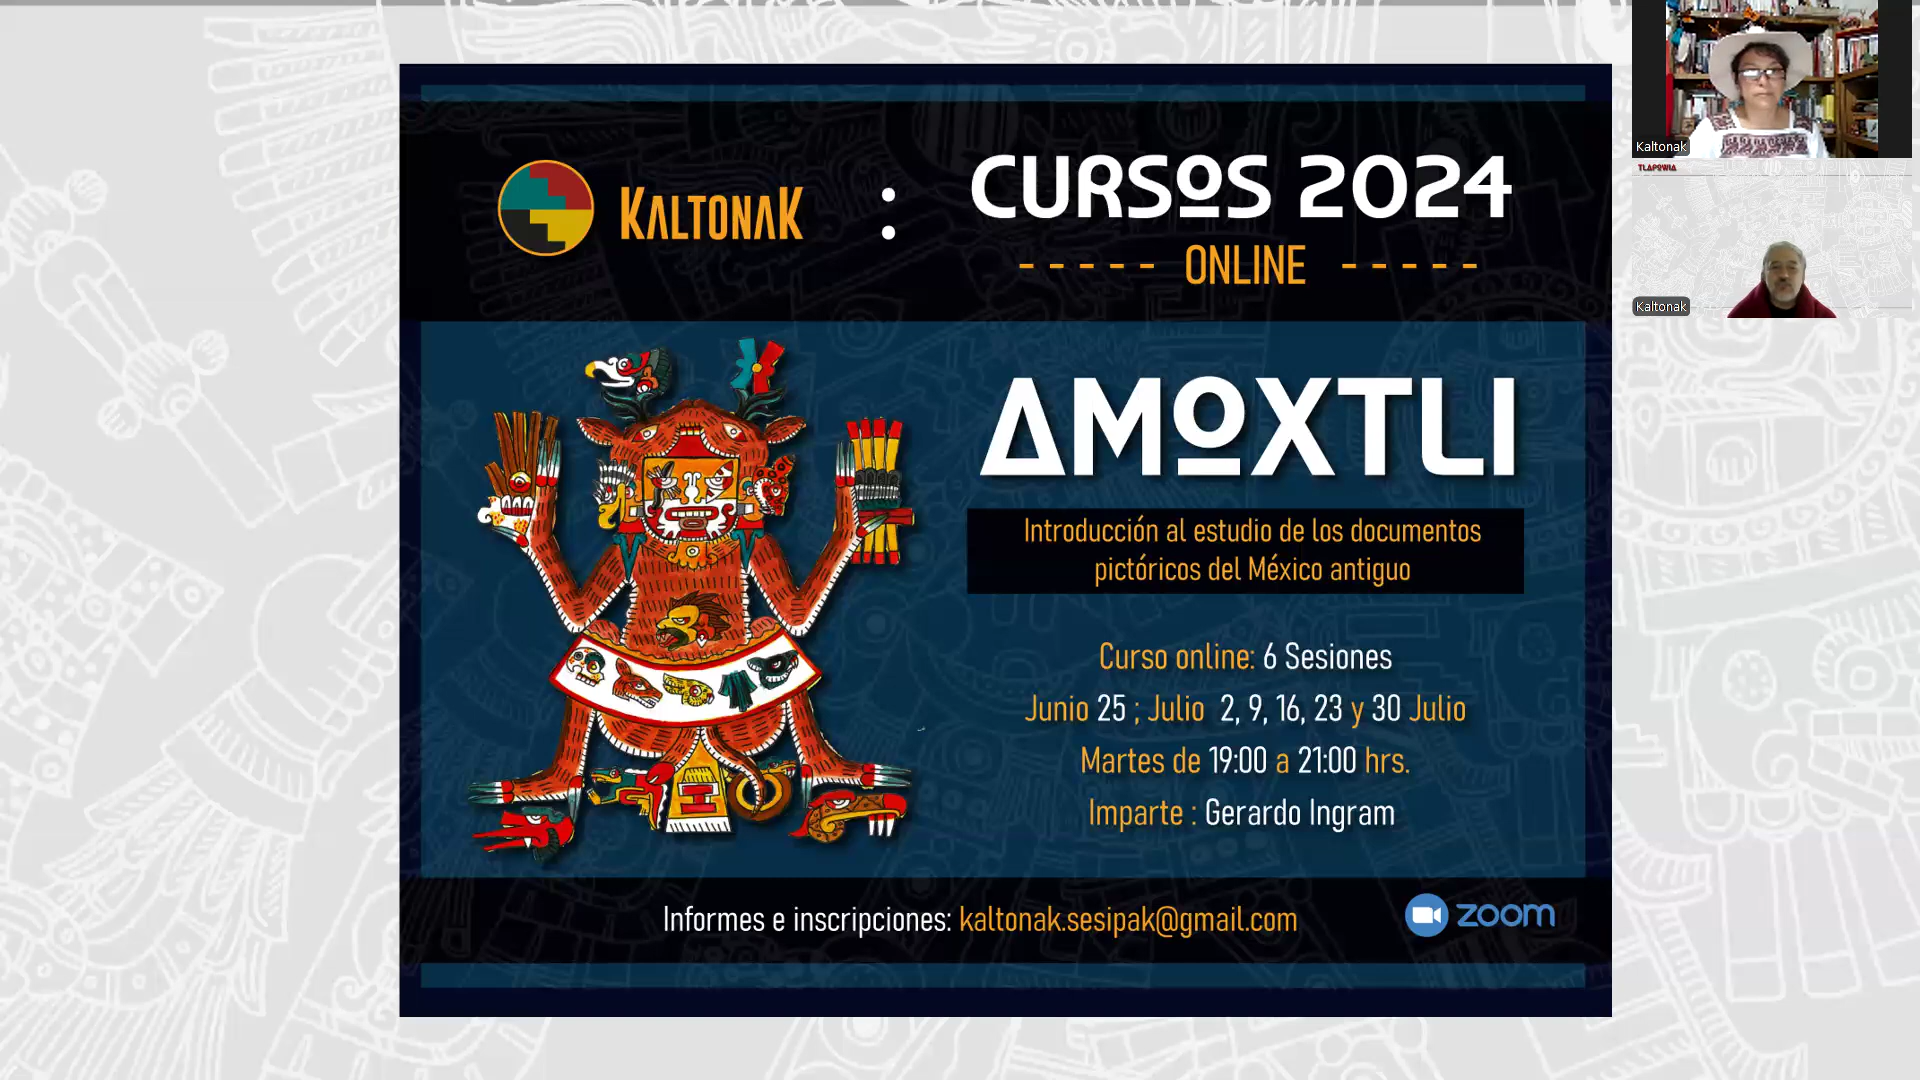 KALTONAK : CURSOS 2024
----- ONLINE -----
AMOXTLI
Introducción al estudio de los documentos
pictóricos del México antiguo
Curso online: 6 Sesiones
Junio 25 ; Julio 2, 9, 16, 23 y 30 Julio
Martes de 19:00 a 21:00 hrs.
Imparte : Gerardo Ingram
Informes e inscripciones: kaltonak.sesipak@gmail.com
zoom
Kaltonak
TLAPOWIA
Kaltonak